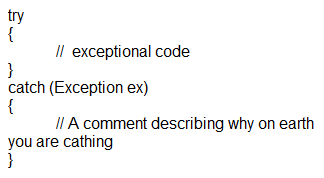 try
{
// exceptional code
}
catch (Exception ex)
{
// A comment describing why on earth
you are cathing
}